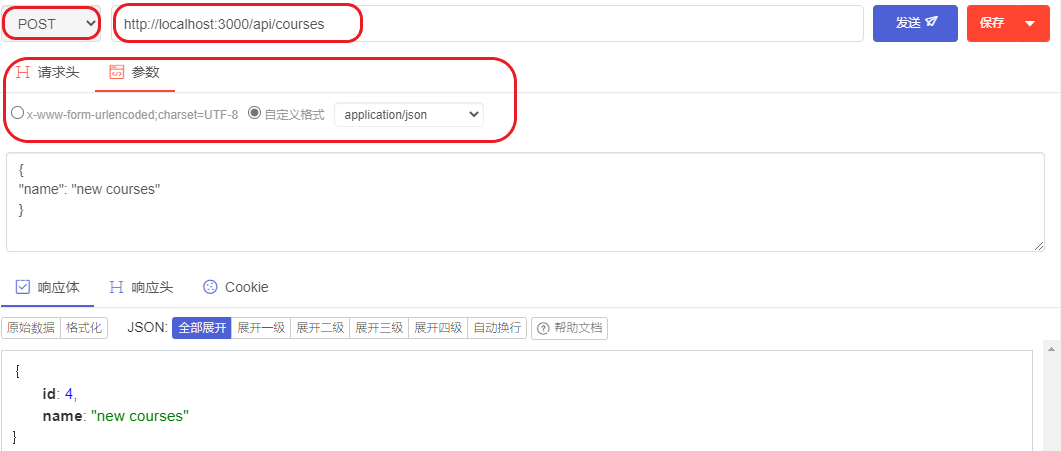 POST http://localhost:3000/api/courses 发送 保存
请求头 参数
x-www-form-urlencoded;charset=UTF-8 自定义格式 application/json
{
"name": "new courses"
}
响应体 响应头 Cookie
原始数据 格式化 JSON: 全部展开 展开一级 展开二级 展开三级 展开四级 自动换行 帮助文档
{
id: 4,
name: "new courses"
}